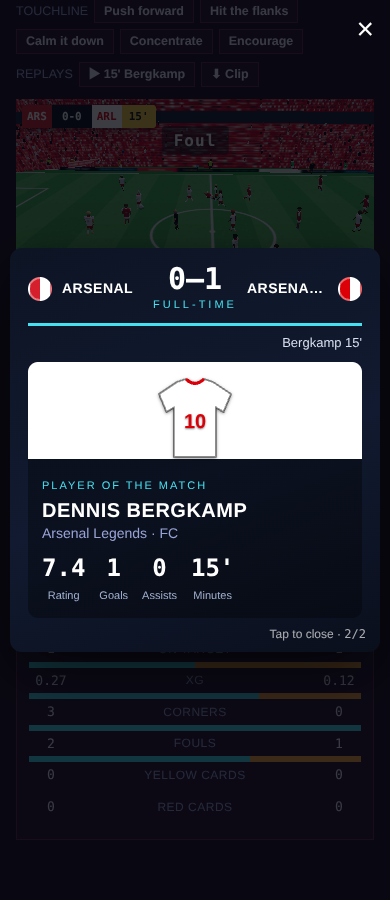 TOUCHLINE Push forward Hit the flanks
×
Calm it down Concentrate Encourage
REPLAYS ▶ 15' Bergkamp ⬇ Clip
ARS 0-0 ARL 15'
Foul
ARSENAL 0–1 ARSENA...
FULL-TIME
Bergkamp 15'
10
PLAYER OF THE MATCH
DENNIS BERGKAMP
Arsenal Legends · FC
7.4 1 0 15'
Rating Goals Assists Minutes
Tap to close · 2/2
0.27 XG 0.12
3 CORNERS 0
2 FOULS 1
0 YELLOW CARDS 0
0 RED CARDS 0